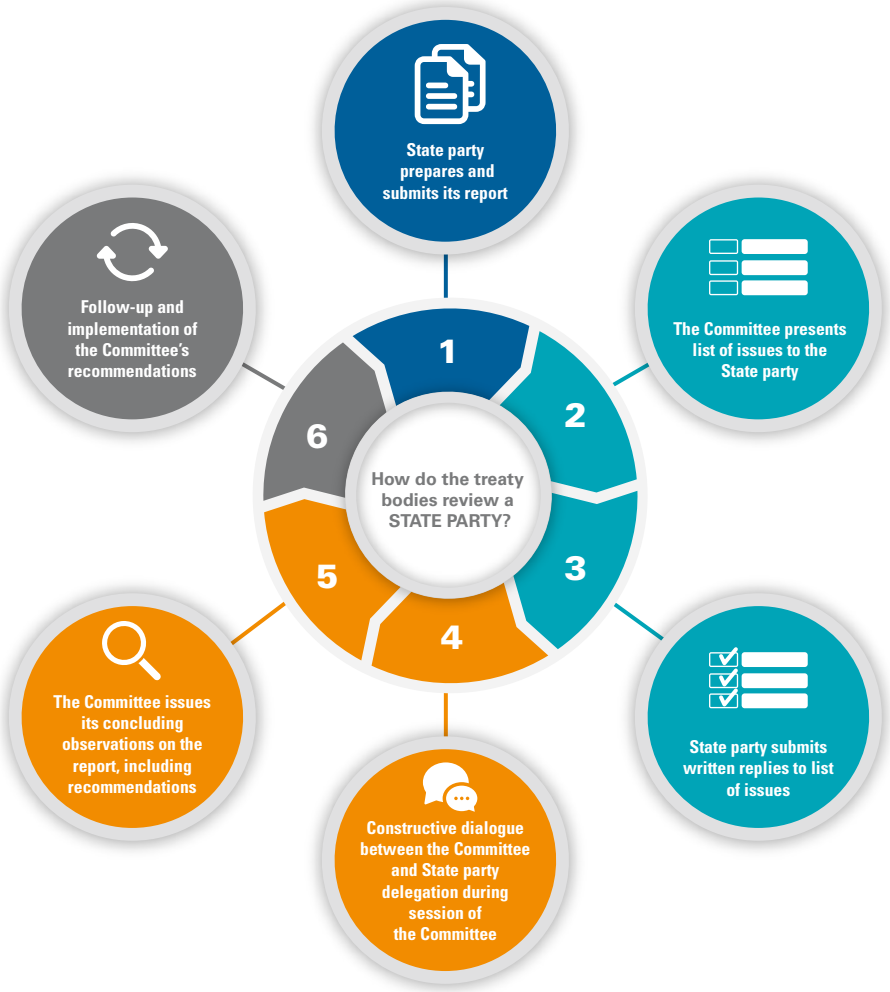 State party
prepares and
submits its report
The Committee presents
list of issues to the
State party
State party submits
written replies to list
of issues
Constructive dialogue
between the Committee
and State party
delegation during
session of
the Committee
The Committee issues
its concluding
observations on the
report, including
recommendations
Follow-up and
implementation of
the Committee's
recommendations
1
2
3
4
5
6
How do the treaty
bodies review a
STATE PARTY?